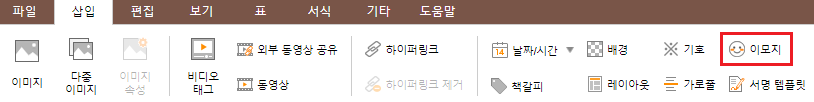 파일 삽입 편집 보기 표 서식 기타 도움말
이미지 다중 이미지 이미지 속성 비디오 태그
외부 동영상 공유 하이퍼링크 날짜/시간 배경 기호 이모지
동영상 하이퍼링크 제거 책갈피 레이아웃 가로줄 서명 템플릿